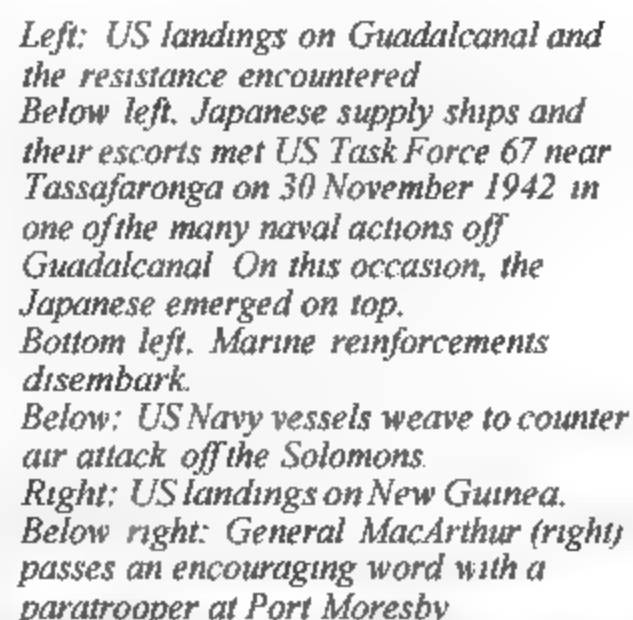 Left: US landings on Guadalcanal and
the resistance encountered
Below left. Japanese supply ships and
their escorts met US Task Force 67 near
Tassafaronga on 30 November 1942 in
one of the many naval actions off
Guadalcanal On this occasion, the
Japanese emerged on top.
Bottom left. Marine reinforcements
disembark.
Below: US Navy vessels weave to counter
air attack off the Solomons.
Right: US landings on New Guinea.
Below right: General MacArthur (right)
passes an encouraging word with a
paratrooper at Port Moresby